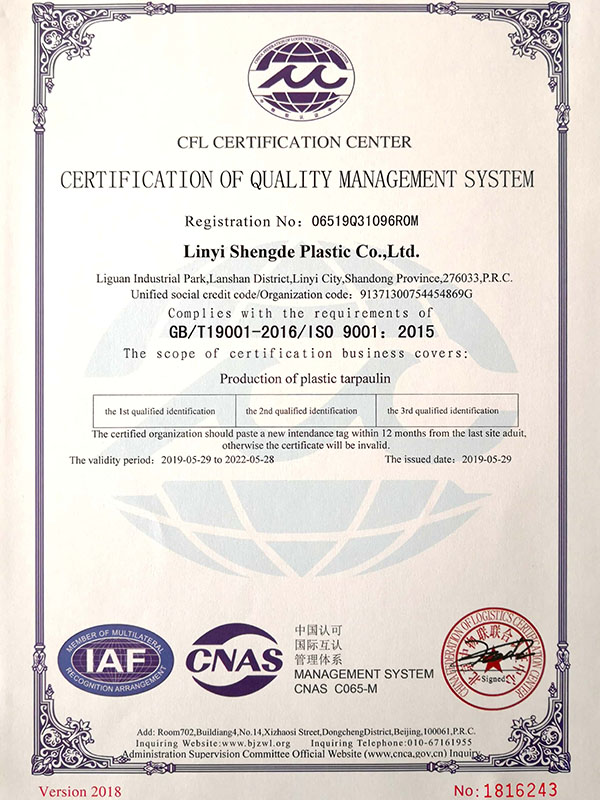 CFL CERTIFICATION CENTER
CERTIFICATION OF QUALITY MANAGEMENT SYSTEM
Registration No: 06519Q31096R0M
Linyi Shengde Plastic Co.,Ltd.
Liguan Industrial Park,Lanshan District,Linyi City,Shandong Province,276033,P.R.C.
Unified social credit code/Organization code: 91371300754454869G
Complies with the requirements of
GB/T19001-2016/ISO 9001: 2015
The scope of certification business covers:
Production of plastic tarpaulin
the 1st qualified identification the 2nd qualified identification the 3rd qualified identification
The certified organization should paste a new intendance tag within 12 months from the last site aduit,
otherwise the certificate will be invalid.
The validity period: 2019-05-29 to 2022-05-28 The issued date: 2019-05-29
MEMBER OF MULTILATERAL
IAF
RECOGNITION ARRANGEMENT
CNAS
中国认可
国际互认
管理体系
MANAGEMENT SYSTEM
CNAS C065-M
Signed
Add: Room702,Buildiang4,No.14,Xizhaosi Street,DongchengDistrict,Beijing,100061,P.R.C.
Inquiring Website:www.bjzwl.org Inquiring Telephone:010-67161955
Administration Supervision Committee Official Website (www.cnca.gov.cn) Inquiry
Version 2018 No:1816243